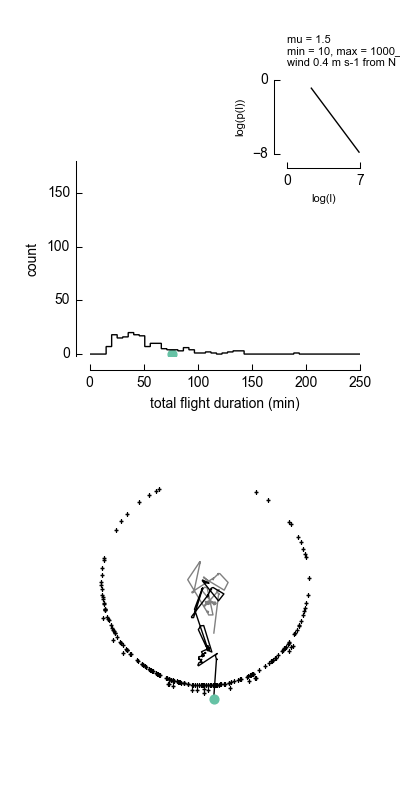 mu = 1.5
min = 10, max = 1000_
wind 0.4 m s-1 from N
0
log(p(l))
−8
0
7
log(l)
150
count
100
50
0
0
50
100
150
200
250
total flight duration (min)